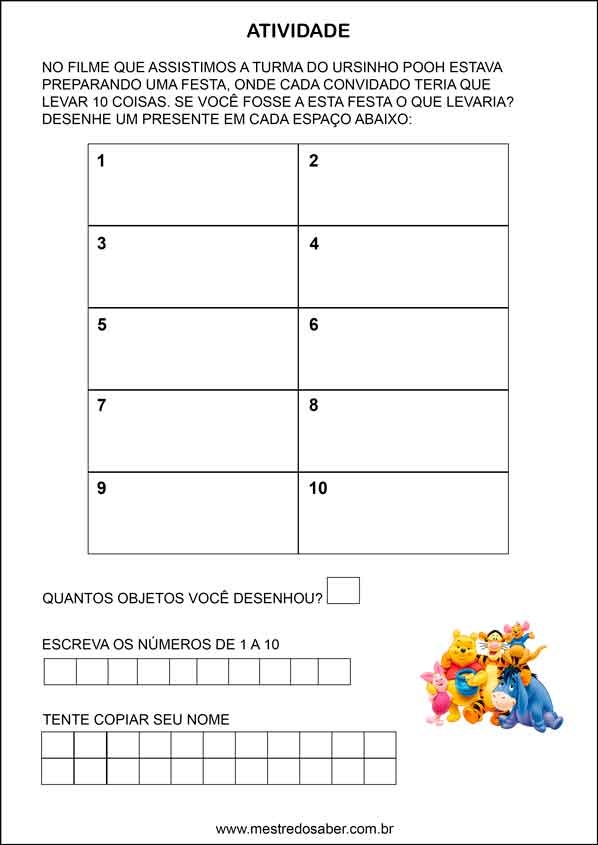 ATIVIDADE
NO FILME QUE ASSISTIMOS A TURMA DO URSINHO POOH ESTAVA
PREPARANDO UMA FESTA, ONDE CADA CONVIDADO TERIA QUE
LEVAR 10 COISAS. SE VOCÊ FOSSE A ESTA FESTA O QUE LEVARIA?
DESENHE UM PRESENTE EM CADA ESPAÇO ABAIXO:
1 2
3 4
5 6
7 8
9 10
QUANTOS OBJETOS VOCÊ DESENHOU?
ESCREVA OS NÚMEROS DE 1 A 10
TENTE COPIAR SEU NOME
www.mestredosaber.com.br